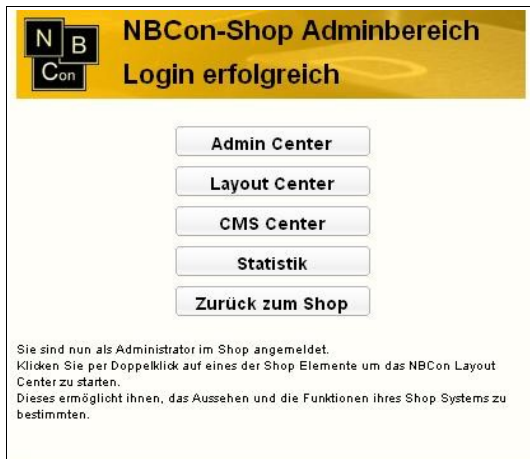 N B
Con
NBCon-Shop Adminbereich
Login erfolgreich
Admin Center
Layout Center
CMS Center
Statistik
Zurück zum Shop
Sie sind nun als Administrator im Shop angemeldet.
Klicken Sie per Doppelklick auf eines der Shop Elemente um das NBCon Layout
Center zu starten.
Dieses ermöglicht ihnen, das Aussehen und die Funktionen ihres Shop Systems zu
bestimmten.